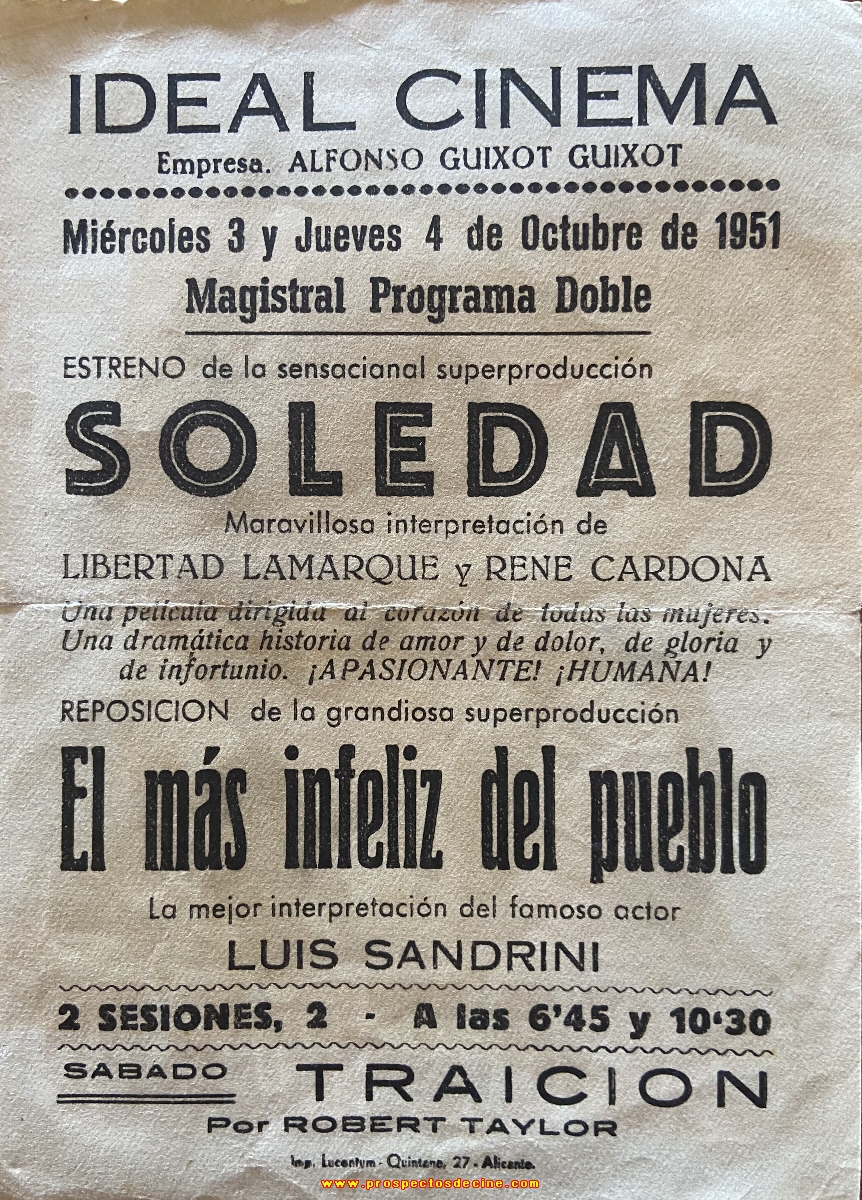 IDEAL CINEMA
Empresa. ALFONSO GUIXOT GUIXOT
Miércoles 3 y Jueves 4 de Octubre de 1951
Magistral Programa Doble
ESTRENO de la sensacianal superproducción
SOLEDAD
Maravillosa interpretación de
LIBERTAD LAMARQUE y RENE CARDONA
Una película dirigida al corazón de todas las mujeres.
Una dramática historia de amor y de dolor, de gloria y
de infortunio. ¡APASIONANTE! ¡HUMANA!
REPOSICION de la grandiosa superproducción
El más infeliz del pueblo
La mejor interpretación del famoso actor
LUIS SANDRINI
2 SESIONES, 2 - A las 6'45 y 10'30
SABADO TRAICION
Por ROBERT TAYLOR
Imp. Lucentum - Quintana, 27 - Alicante.
www.prospectosdecine.com